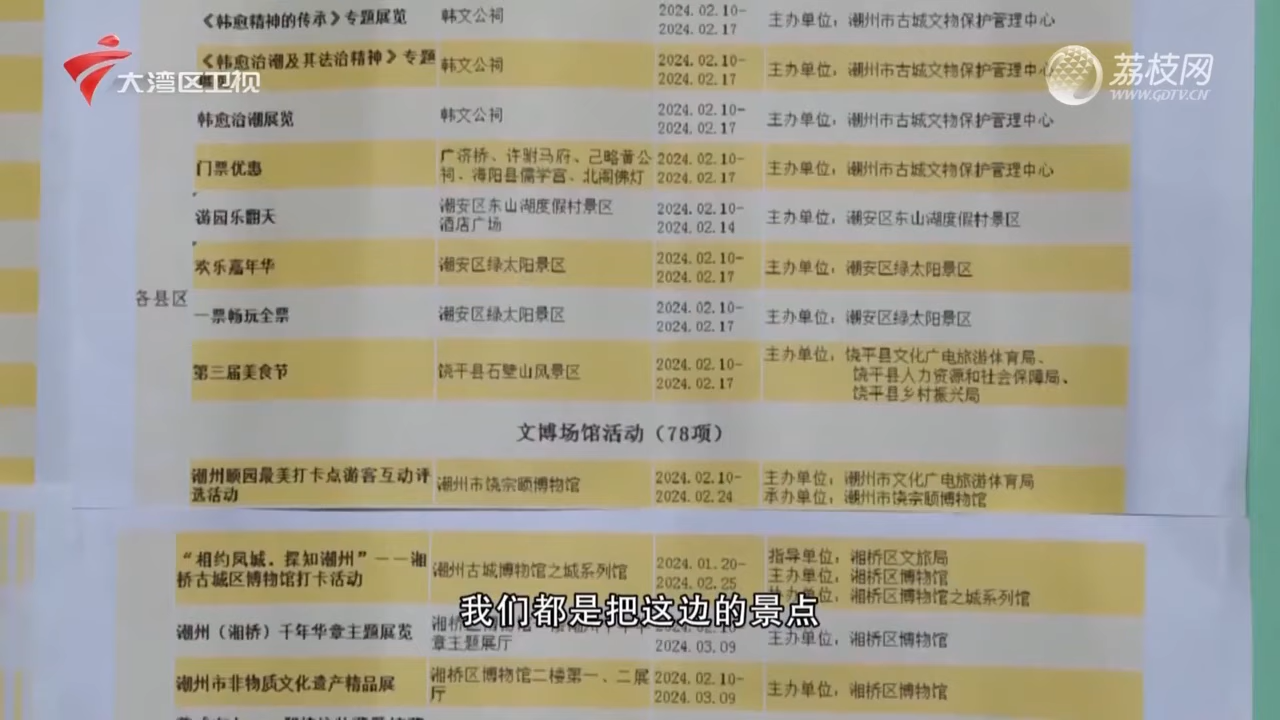 《韩愈精神的传承》专题展览 韩文公祠 2024.02.10-
2024.02.17 主办单位：潮州市古城文物保护管理中心
大湾区卫视
荔枝网
WWW.GDTV.CN
《韩愈治潮及其法治精神》专题
韩文公祠 2024.02.10-
2024.02.17 主办单位：潮州市古城文物保护管理中心
韩愈治潮展览 韩文公祠 2024.02.10-
2024.02.17 主办单位：潮州市古城文物保护管理中心
门票优惠 广济桥、许驸马府、己略黄公
祠、海阳县儒学宫、北阁佛灯 2024.02.10-
2024.02.17 主办单位：潮州市古城文物保护管理中心
游园乐翻天 潮安区东山湖度假村景区
酒店广场 2024.02.10-
2024.02.14 主办单位：潮安区东山湖度假村景区
欢乐嘉年华 潮安区绿太阳景区 2024.02.10-
2024.02.17 主办单位：潮安区绿太阳景区
各县区
一票畅玩全票 潮安区绿太阳景区 2024.02.10-
2024.02.17 主办单位：潮安区绿太阳景区
第三届美食节 饶平县石壁山风景区 2024.02.10-
2024.02.17 主办单位：饶平县文化广电旅游体育局、
饶平县人力资源和社会保障局、
饶平县乡村振兴局
文博场馆活动（78项）
潮州颐园最美打卡点游客互动评
选活动 潮州市饶宗颐博物馆 2024.02.10-
2024.02.24 主办单位：潮州市文化广电旅游体育局
承办单位：潮州市饶宗颐博物馆
“相约凤城，探知潮州”——湘
桥古城区博物馆打卡活动 潮州古城博物馆之城系列馆 2024.01.20-
2024.02.25 指导单位：湘桥区文旅局
主办单位：湘桥区博物馆
协办单位：湘桥区博物馆之城系列馆
我们都是把这边的景点
潮州（湘桥）千年华章主题展览
章主题展厅
2024.03.09 主办单位：湘桥区博物馆
潮州市非物质文化遗产精品展 湘桥区博物馆二楼第一、二展
厅 2024.02.10-
2024.03.09 主办单位：湘桥区博物馆